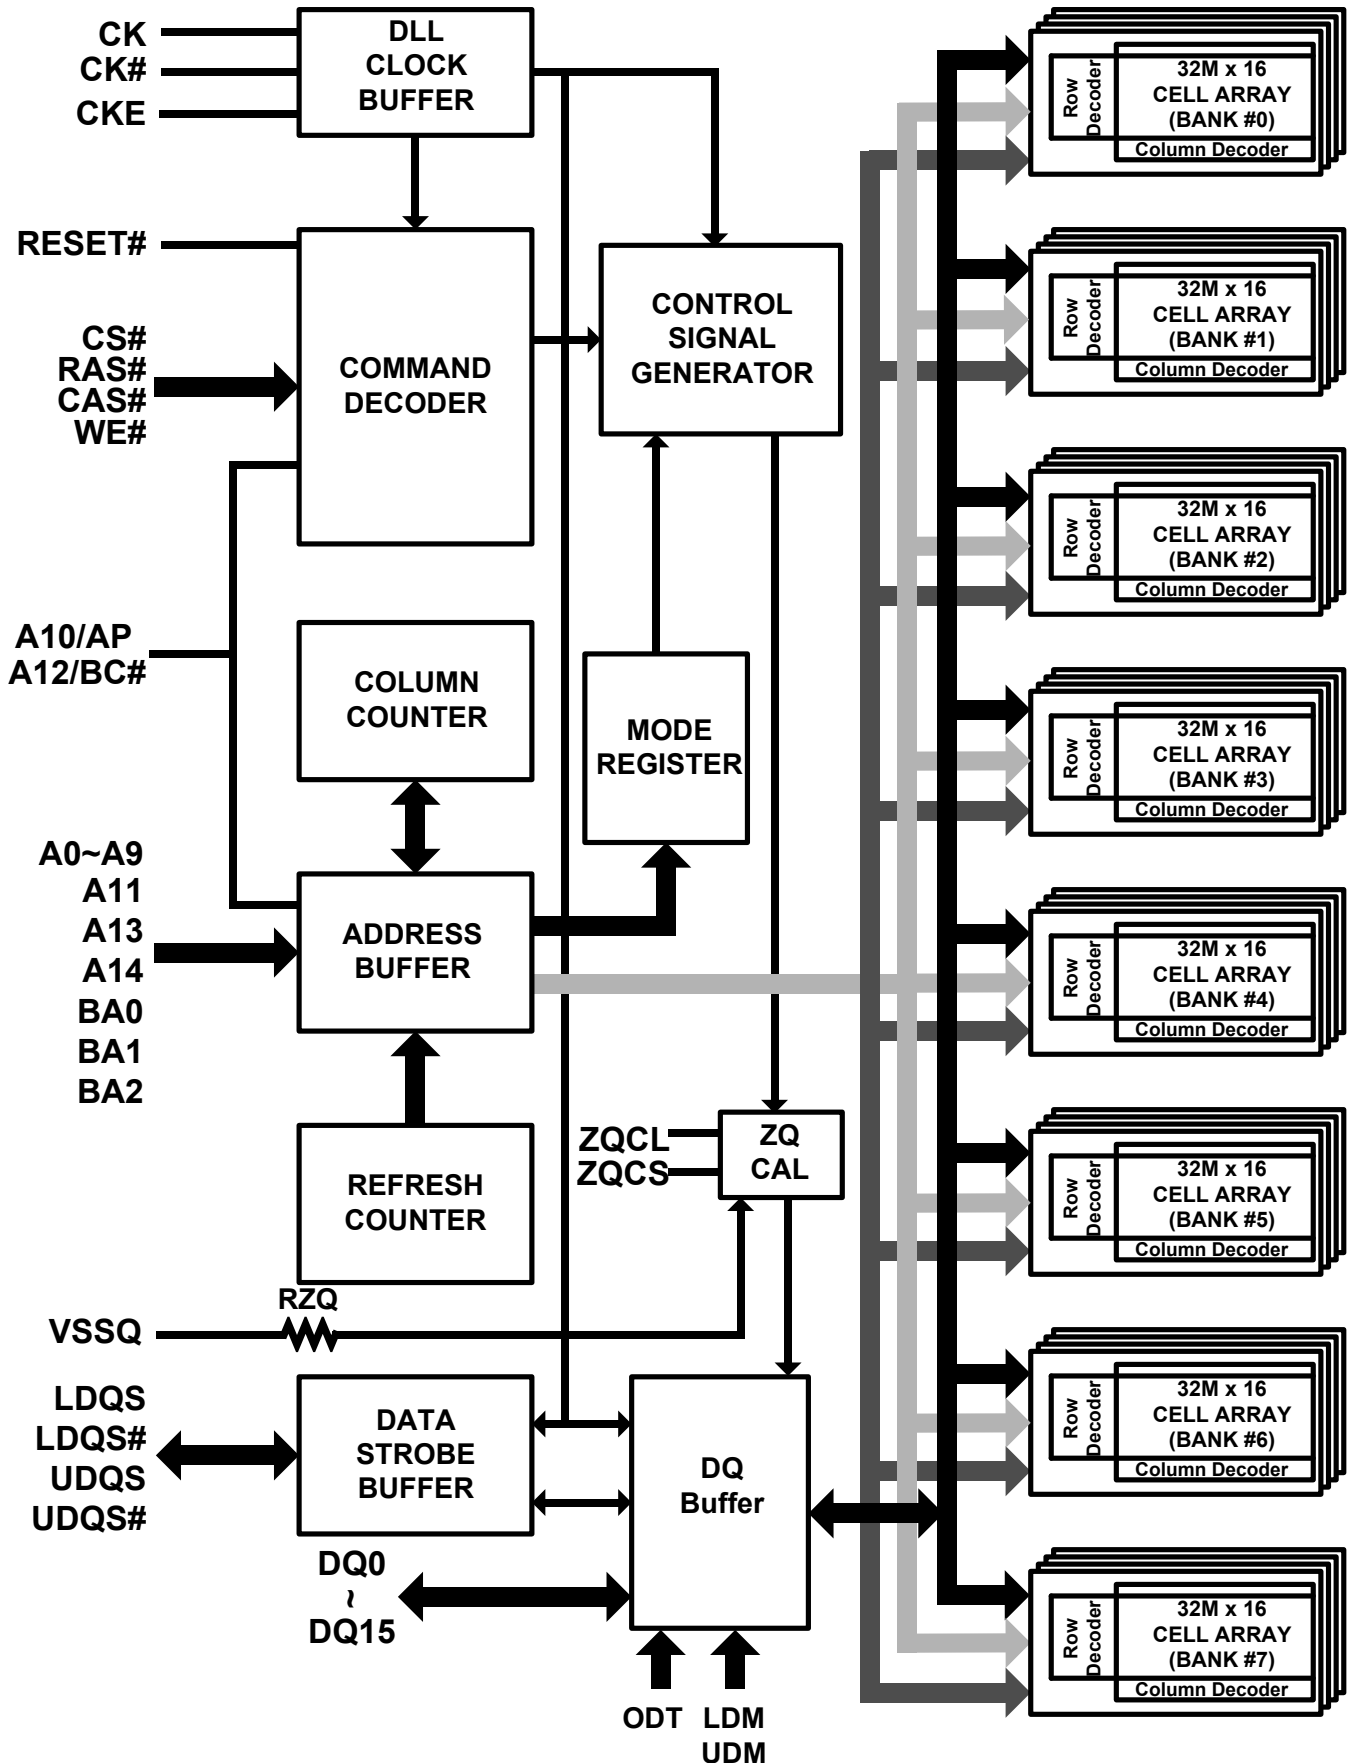 CK
CK#
CKE
DLL
CLOCK
BUFFER
RESET#
CS#
RAS#
CAS#
WE#
COMMAND
DECODER
CONTROL
SIGNAL
GENERATOR
A10/AP
A12/BC#
COLUMN
COUNTER
MODE
REGISTER
A0~A9
A11
A13
A14
BA0
BA1
BA2
ADDRESS
BUFFER
REFRESH
COUNTER
ZQCL
ZQCS
ZQ
CAL
RZQ
VSSQ
LDQS
LDQS#
UDQS
UDQS#
DATA
STROBE
BUFFER
DQ
Buffer
DQ0
~
DQ15
ODT
LDM
UDM
Row
Decoder
32M x 16
CELL ARRAY
(BANK #0)
Column Decoder
Row
Decoder
32M x 16
CELL ARRAY
(BANK #1)
Column Decoder
Row
Decoder
32M x 16
CELL ARRAY
(BANK #2)
Column Decoder
Row
Decoder
32M x 16
CELL ARRAY
(BANK #3)
Column Decoder
Row
Decoder
32M x 16
CELL ARRAY
(BANK #4)
Column Decoder
Row
Decoder
32M x 16
CELL ARRAY
(BANK #5)
Column Decoder
Row
Decoder
32M x 16
CELL ARRAY
(BANK #6)
Column Decoder
Row
Decoder
32M x 16
CELL ARRAY
(BANK #7)
Column Decoder